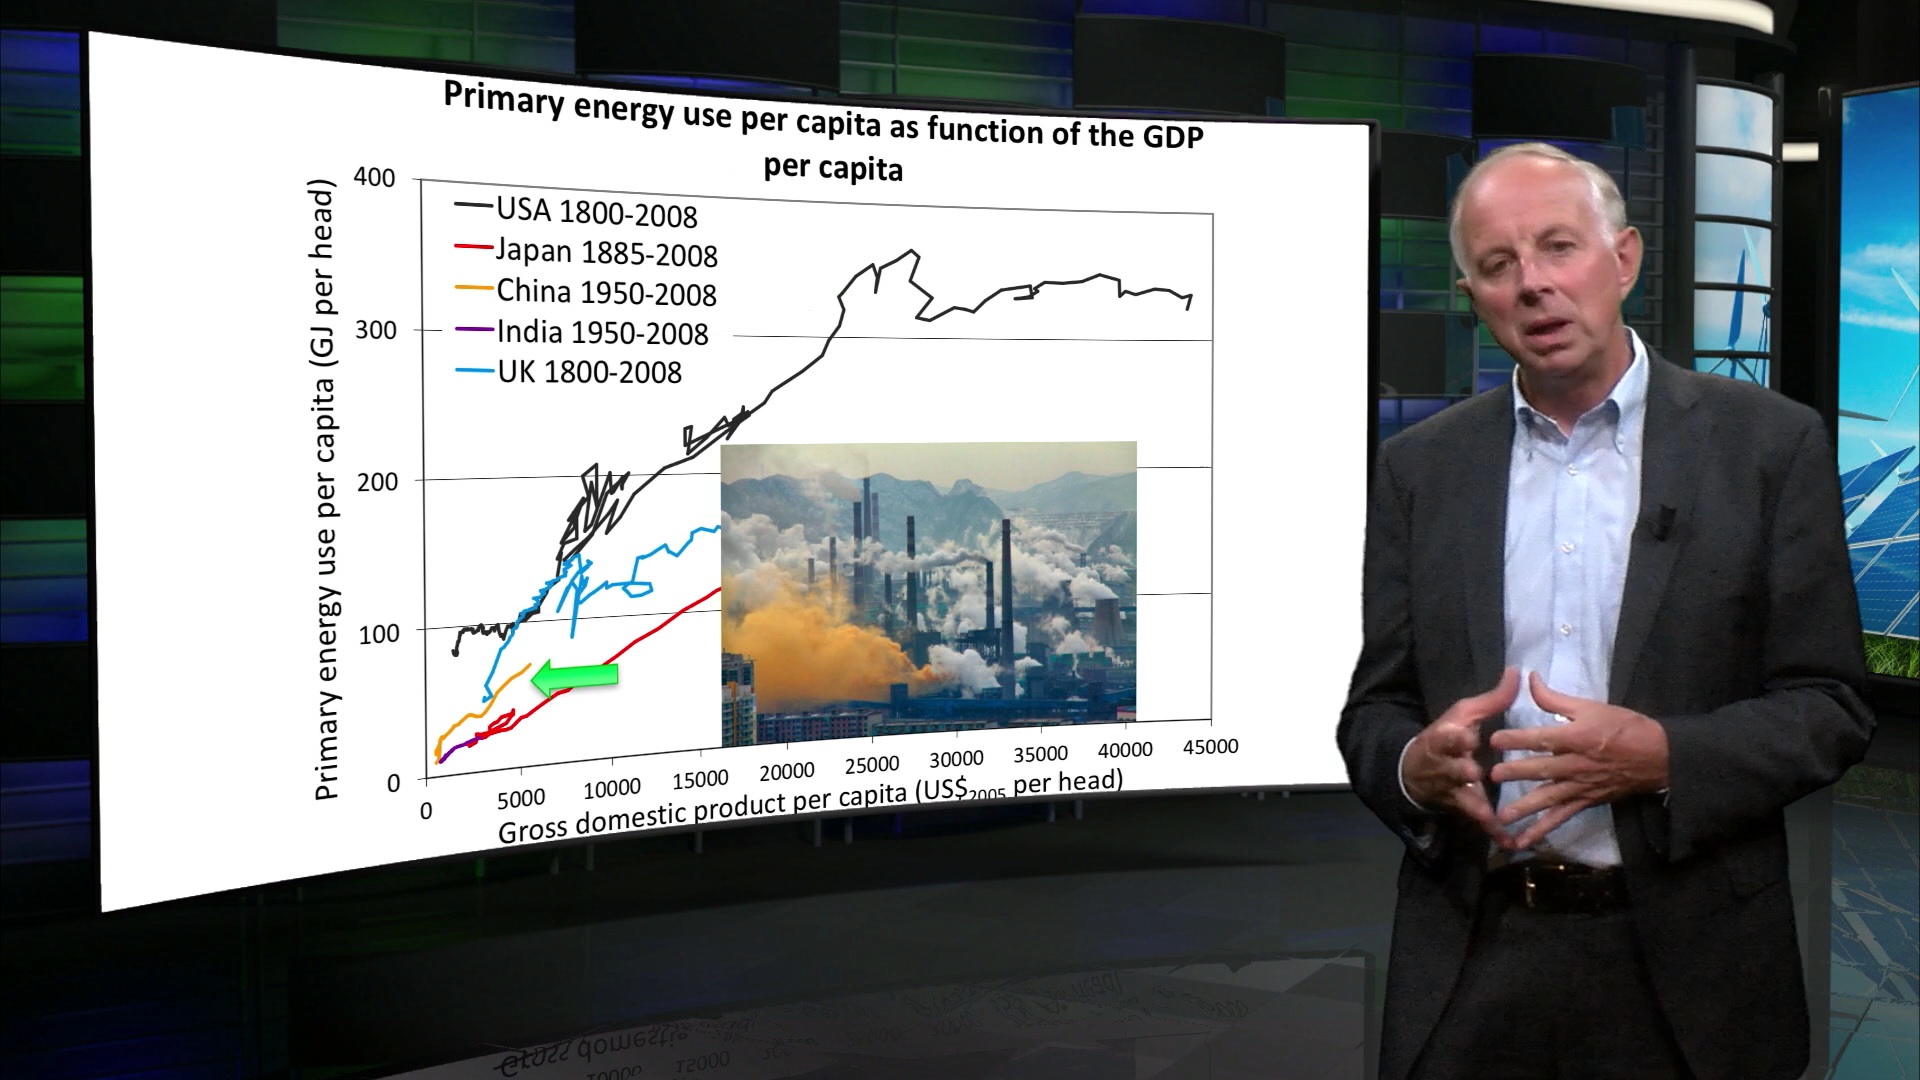 Primary energy use per capita as function of the GDP
per capita
Primary energy use per capita (GJ per head)
400
300
200
100
0
USA 1800-2008
Japan 1885-2008
China 1950-2008
India 1950-2008
UK 1800-2008
0 5000 10000 15000 20000 25000 30000 35000 40000 45000
Gross domestic product per capita (US$2005 per head)